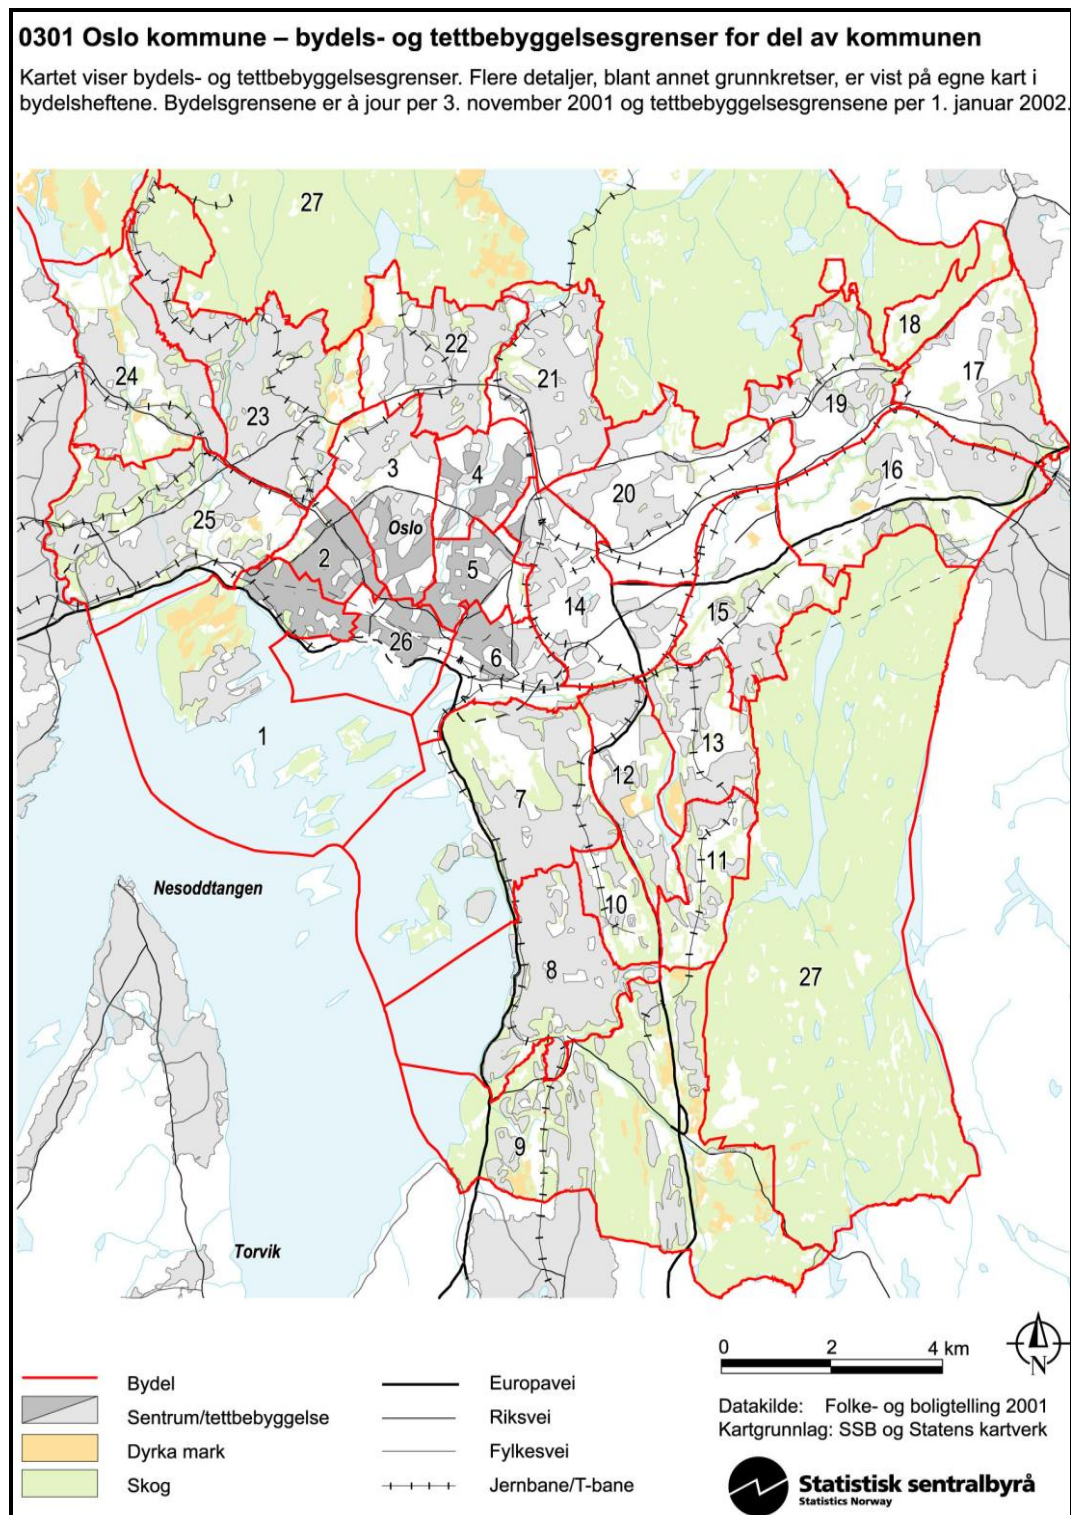 0301 Oslo kommune – bydels- og tettbebyggelsesgrenser for del av kommunen
Kartet viser bydels- og tettbebyggelsesgrenser. Flere detaljer, blant annet grunnkretser, er vist på egne kart i
bydelsheftene. Bydelsgrensene er à jour per 3. november 2001 og tettbebyggelsesgrensene per 1. januar 2002.
27
18
22
17
24
21
19
23
3
4
16
20
25
Oslo
2
5
14
15
26
6
1
13
12
7
11
Nesoddtangen
10
8
27
9
Torvik
0 2 4 km
N
Bydel
Sentrum/tettbebyggelse
Dyrka mark
Skog
Europavei
Riksvei
Fylkesvei
Jernbane/T-bane
Datakilde: Folke- og boligtelling 2001
Kartgrunnlag: SSB og Statens kartverk
Statistisk sentralbyrå
Statistics Norway